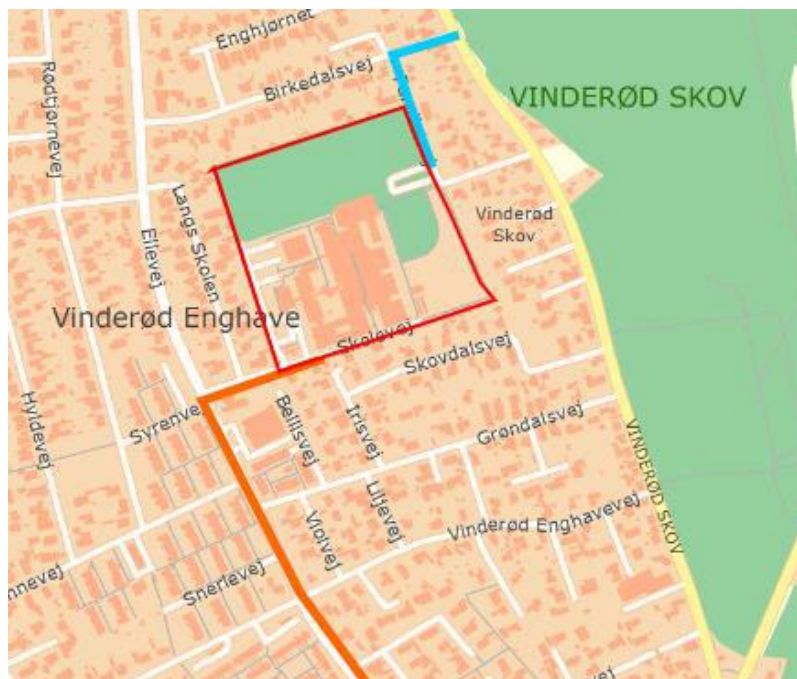 Enghjørnet
Rødtjørnevej
Birkedalsvej
VINDERØD SKOV
Langs Skolen
Ellevej
Vinderød
Skov
Vinderød Enghave
Skolevej
Skovdalsvej
Hyldevej
Syrenvej
Bellisvej
Irisvej
Grøndalsvej
VINDERØD SKOV
Liljevej
Violvej
Vinderød Enghavevej
Snerlevej
nnevej